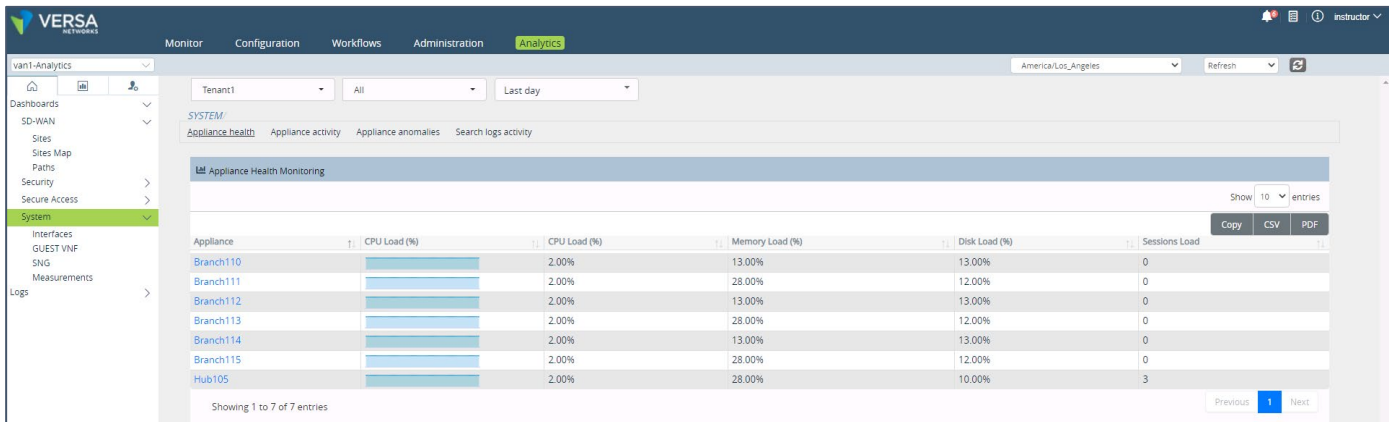 VERSA
NETWORKS
6 instructor
Monitor Configuration Workflows Administration Analytics
van1-Analytics America/Los_Angeles Refresh
Dashboards
SD-WAN
Sites
Sites Map
Paths
Security
Secure Access
System
Interfaces
GUEST VNF
SNG
Measurements
Logs
Tenant1 All Last day
SYSTEM/
Appliance health Appliance activity Appliance anomalies Search logs activity
Appliance Health Monitoring
Show 10 entries
Copy CSV PDF
Appliance CPU Load (%) CPU Load (%) Memory Load (%) Disk Load (%) Sessions Load
Branch110 2.00% 13.00% 13.00% 0
Branch111 2.00% 28.00% 12.00% 0
Branch112 2.00% 13.00% 13.00% 0
Branch113 2.00% 28.00% 12.00% 0
Branch114 2.00% 13.00% 13.00% 0
Branch115 2.00% 28.00% 12.00% 0
Hub105 2.00% 28.00% 10.00% 3
Showing 1 to 7 of 7 entries
Previous 1 Next